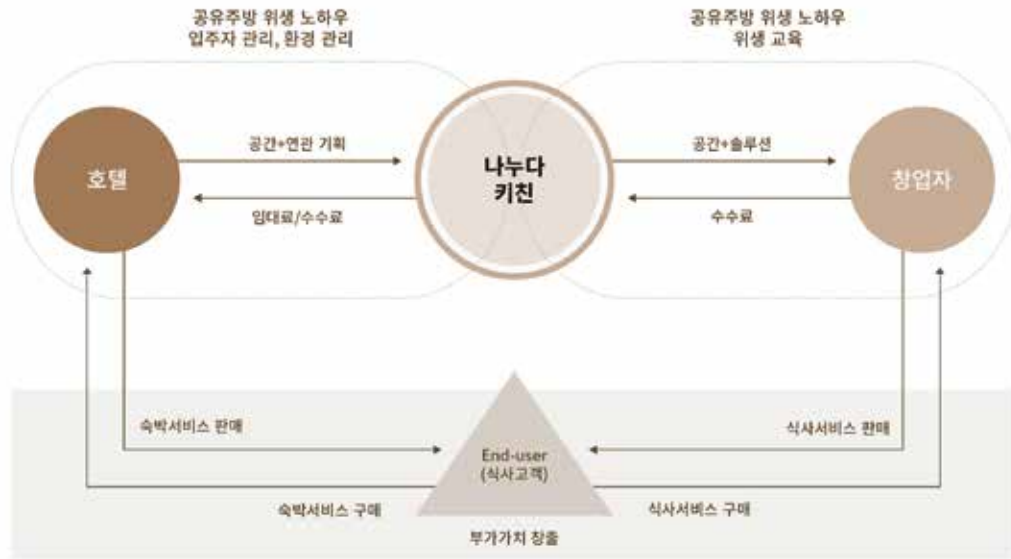 공유주방 위생 노하우
입주자 관리, 환경 관리
공유주방 위생 노하우
위생 교육
호텔
공간+연관 기획
임대료/수수료
나누다
키친
공간+솔루션
수수료
창업자
숙박서비스 판매
식사서비스 판매
End-user
(식사고객)
숙박서비스 구매
식사서비스 구매
부가가치 창출